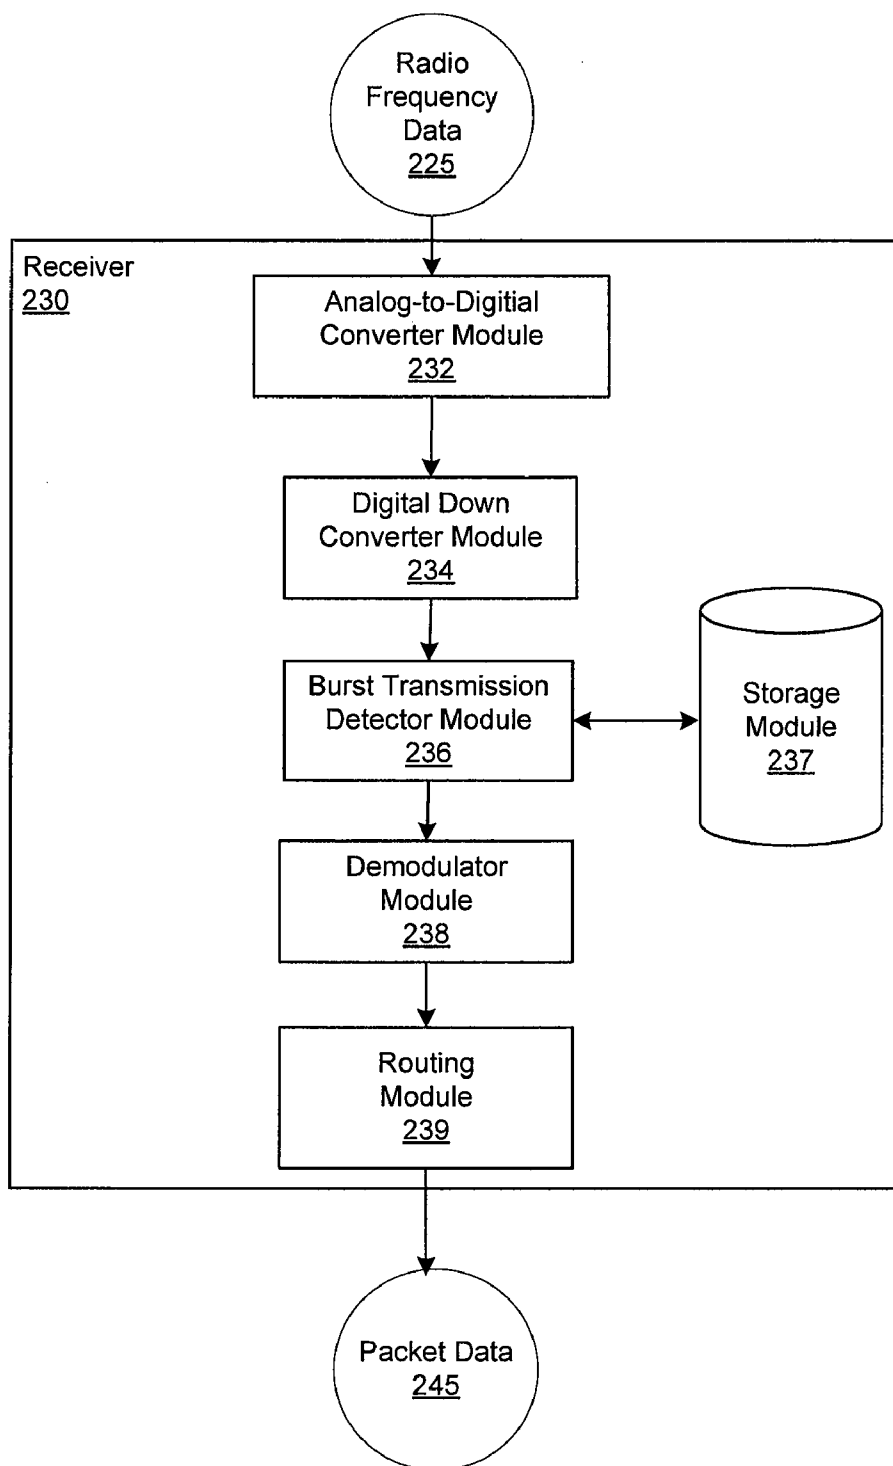 Radio
Frequency
Data
225
Receiver
230
Analog-to-Digitial
Converter Module
232
Digital Down
Converter Module
234
Burst Transmission
Detector Module
236
Storage
Module
237
Demodulator
Module
238
Routing
Module
239
Packet Data
245